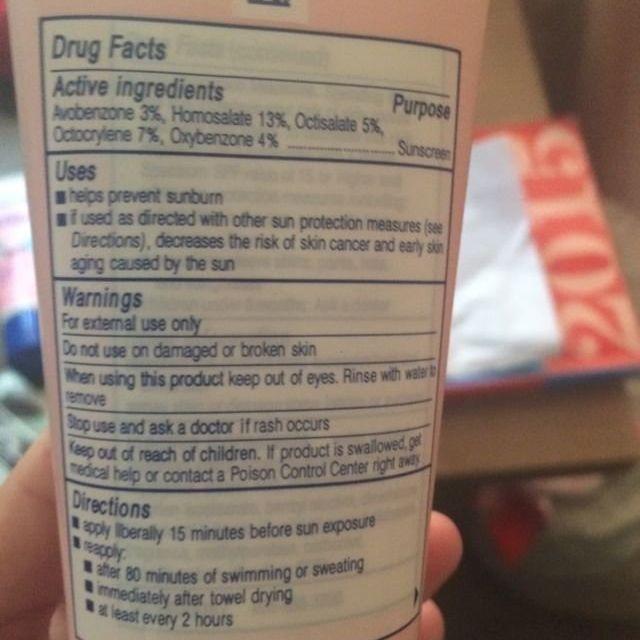 Drug Facts
Active ingredients Purpose
Avobenzone 3%, Homosalate 13%, Octisalate 5%,
Octocrylene 7%, Oxybenzone 4% ........................ Sunscreen
Uses
■ helps prevent sunburn
■ if used as directed with other sun protection measures (see
Directions), decreases the risk of skin cancer and early skin
aging caused by the sun
Warnings
For external use only
Do not use on damaged or broken skin
When using this product keep out of eyes. Rinse with water to
remove
Stop use and ask a doctor if rash occurs
Keep out of reach of children. If product is swallowed, get
medical help or contact a Poison Control Center right away
Directions
■ apply liberally 15 minutes before sun exposure
■ reapply:
■ after 80 minutes of swimming or sweating
■ immediately after towel drying
■ at least every 2 hours